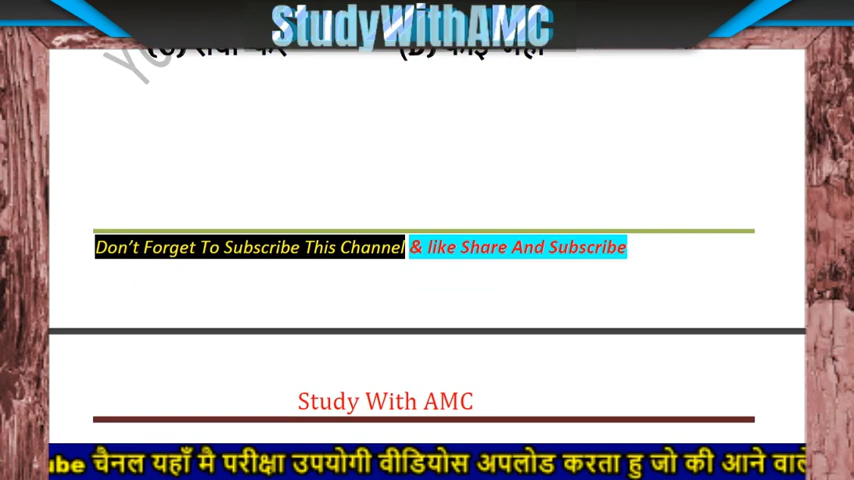 StudyWithAMC
Don't Forget To Subscribe This Channel & like Share And Subscribe
Study With AMC
ube चैनल यहाँ मै परीक्षा उपयोगी वीडियोस अपलोड करता हु जो की आने वाले